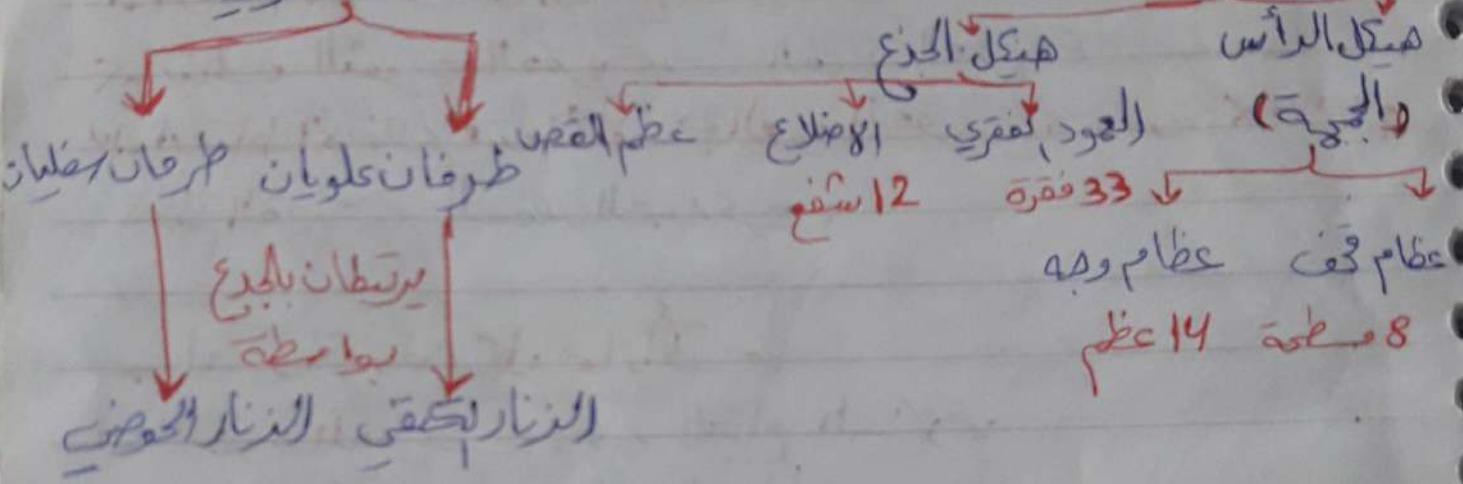 هيكل الرأس
هيكل الجذع
(الجمجمة)
العمود الفقري
الاضلاع
عظم القص
طرفان علويان
طرفان سفليان
33 فقرة
12 شفع
عظام قحف
عظام وجه
يرتبطان بالجذع
بواسطة
8 مسطحة
14 عظم
الزنار الكتفي
الزنار الحوضي